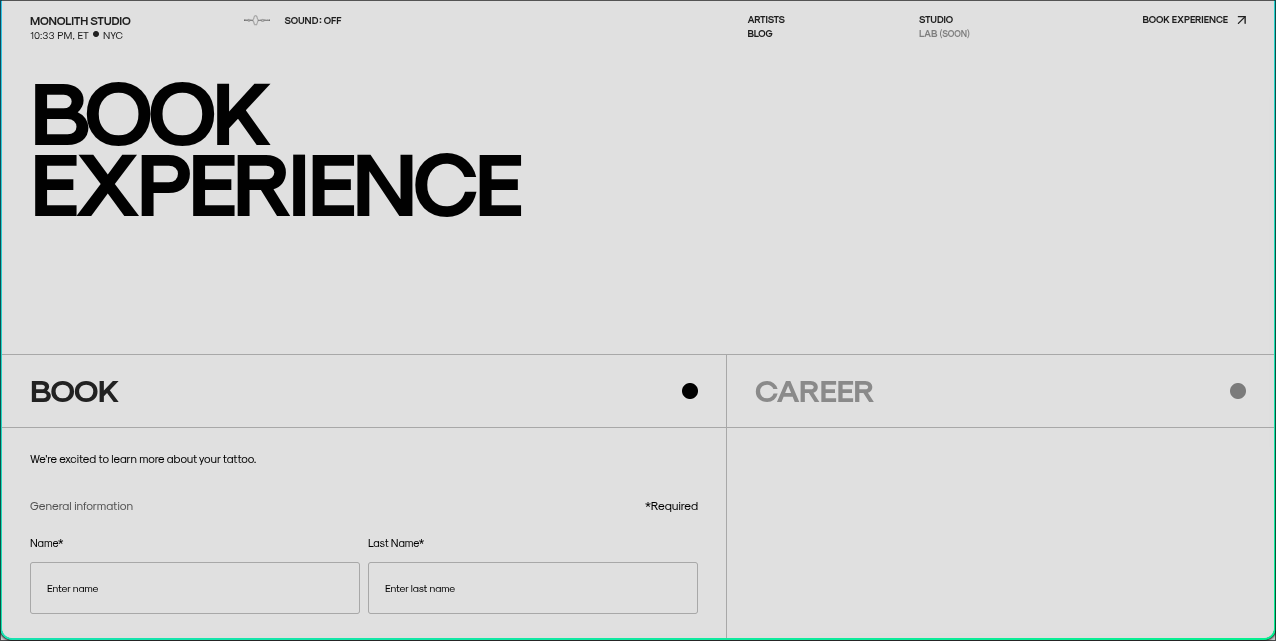 MONOLITH STUDIO
10:33 PM, ET ● NYC
SOUND: OFF
ARTISTS
BLOG
STUDIO
LAB (SOON)
BOOK EXPERIENCE
BOOK
EXPERIENCE
BOOK
CAREER
We're excited to learn more about your tattoo.
General information
*Required
Name*
Last Name*
Enter name
Enter last name